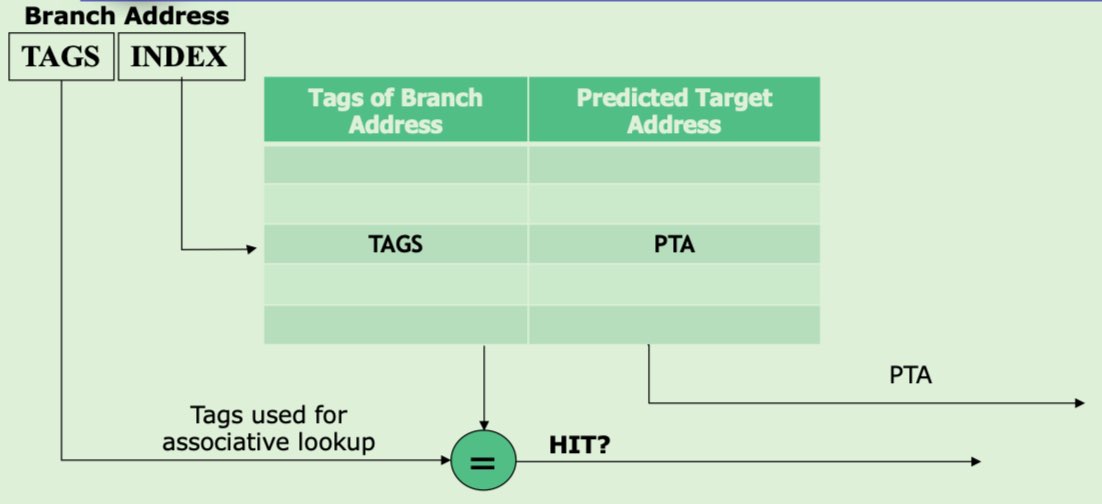 Branch Address
TAGS INDEX
Tags of Branch Address
Predicted Target Address
TAGS PTA
PTA
Tags used for
associative lookup
HIT?
=